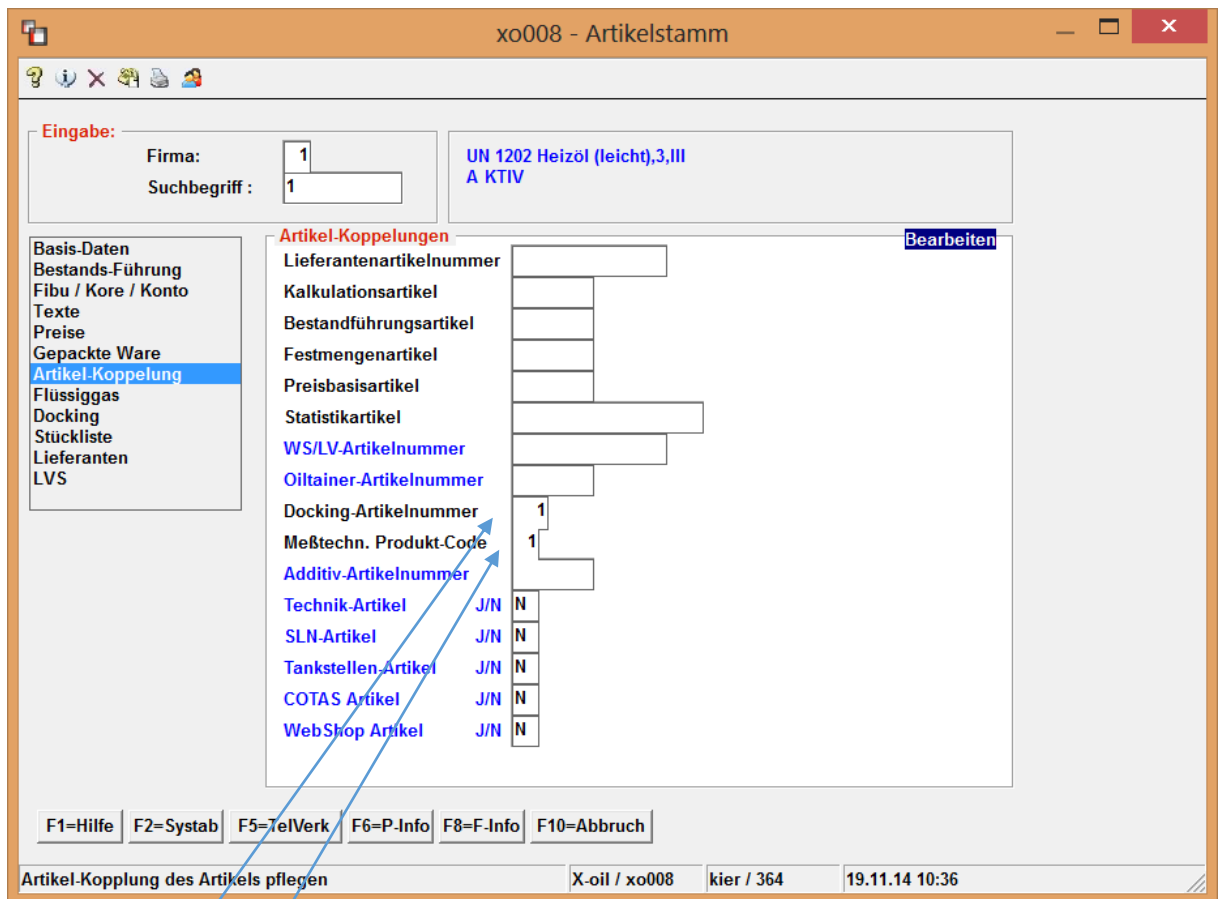 xo008 - Artikelstamm
Eingabe:
Firma: 1
Suchbegriff : 1
UN 1202 Heizöl (leicht),3,III
A KTIV
Basis-Daten
Bestands-Führung
Fibu / Kore / Konto
Texte
Preise
Gepackte Ware
Artikel-Koppelung
Flüssiggas
Docking
Stückliste
Lieferanten
LVS
Artikel-Koppelungen
Bearbeiten
Lieferantenartikelnummer
Kalkulationsartikel
Bestandführungsartikel
Festmengenartikel
Preisbasisartikel
Statistikartikel
WS/LV-Artikelnummer
Oiltainer-Artikelnummer
Docking-Artikelnummer 1
Meßtechn. Produkt-Code 1
Additiv-Artikelnummer
Technik-Artikel J/N N
SLN-Artikel J/N N
Tankstellen-Artikel J/N N
COTAS Artikel J/N N
WebShop Artikel J/N N
F1=Hilfe F2=Systab F5=TelVerk F6=P-Info F8=F-Info F10=Abbruch
Artikel-Kopplung des Artikels pflegen X-oil / xo008 kier / 364 19.11.14 10:36